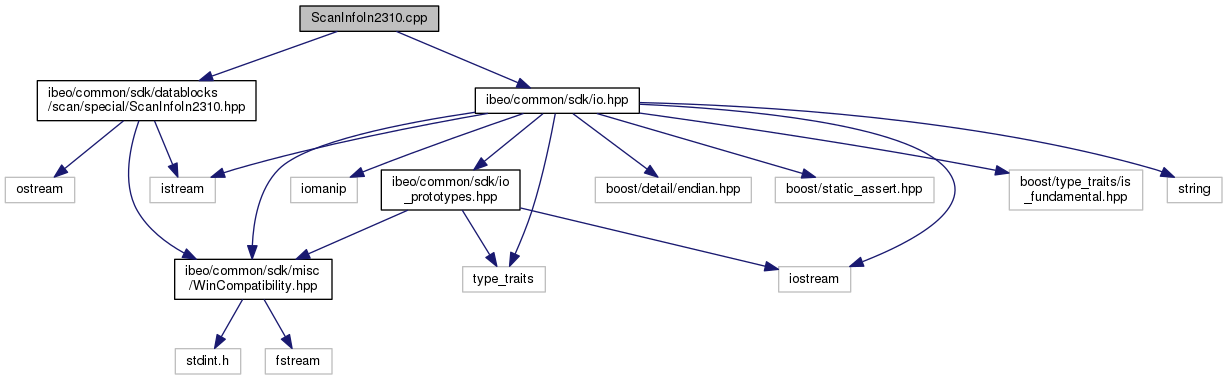 ScanInfoIn2310.cpp
ibeo/common/sdk/datablocks
/scan/special/ScanInfoIn2310.hpp
ibeo/common/sdk/io.hpp
ostream
istream
iomanip
ibeo/common/sdk/io
_prototypes.hpp
boost/detail/endian.hpp
boost/static_assert.hpp
boost/type_traits/is
_fundamental.hpp
string
ibeo/common/sdk/misc
/WinCompatibility.hpp
type_traits
iostream
stdint.h
fstream